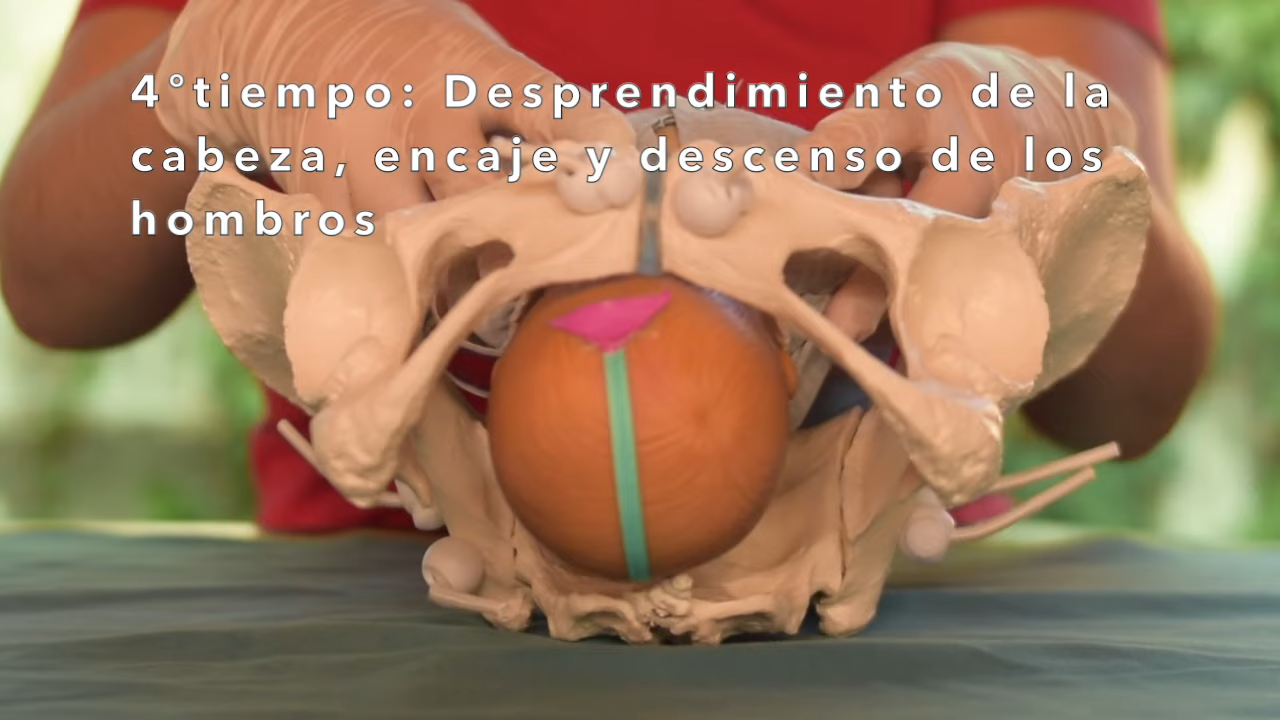 4°tiempo: Desprendimiento de la
cabeza, encaje y descenso de los
hombros